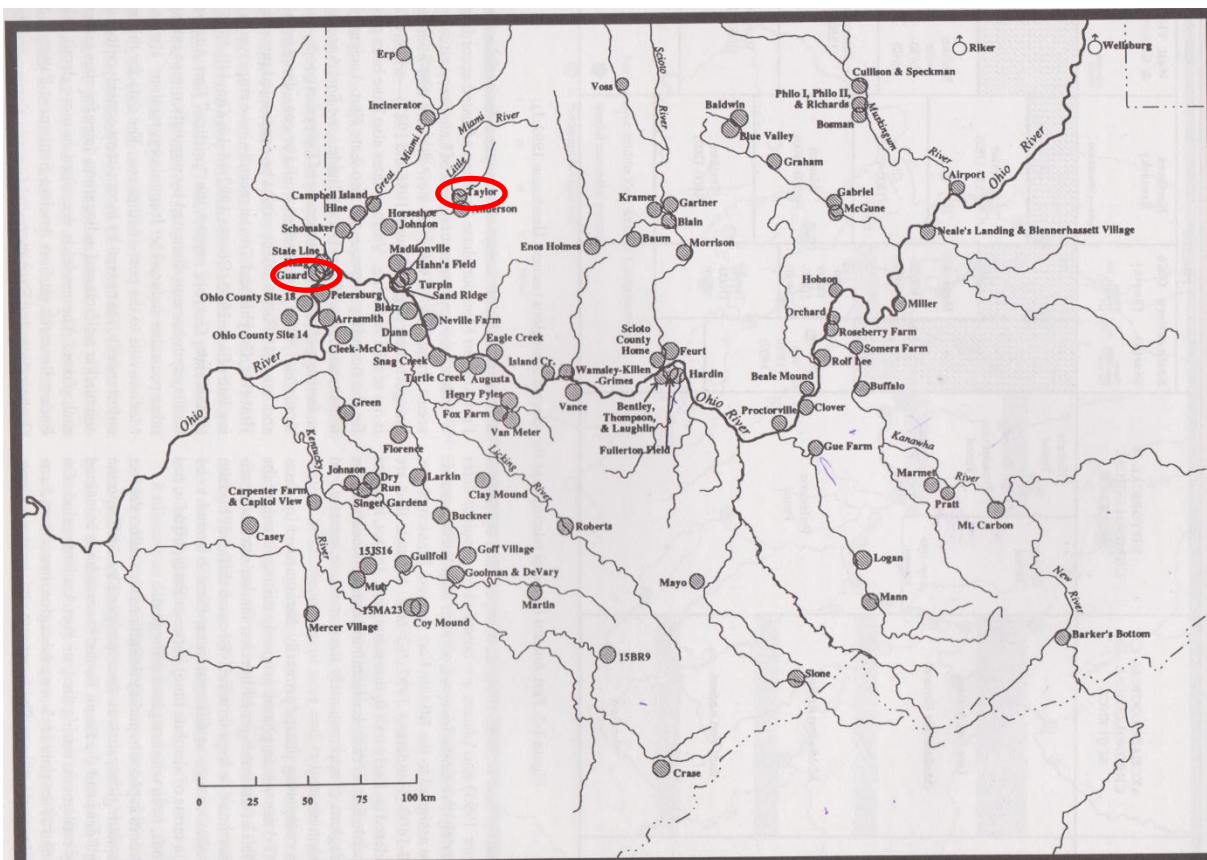 Riker
Wellsburg
Erp
Scioto
River
Voss
Cullison & Speckman
Philo I, Philo II,
& Richards
Bosman
Muskingum
River
Incinerator
Baldwin
Blue Valley
Miami
River
Little
Great Miami R.
Graham
Airport
Ohio
River
Campbell Island
Hine
Taylor
Anderson
Kramer
Gartner
Blain
Gabriel
McGune
Schomaker
Horseshoe
Johnson
Enos Holmes
Baum
Morrison
Neale's Landing & Blennerhassett Village
State Line
Haag
Guard
Madisonville
Hahn's Field
Turpin
Sand Ridge
Petersburg
Ohio County Site 18
Ohio County Site 14
Arrasmith
Cleek-McCabe
Blatz
Dunn
Neville Farm
Hobson
Miller
Orchard
Roseberry Farm
Somers Farm
Rolf Lee
Buffalo
Eagle Creek
Snag Creek
Island Cr.
Turtle Creek
Augusta
Wamsley-Killen
-Grimes
Vance
Scioto
County
Home
Feurt
Hardin
Bentley,
Thompson,
& Laughlin
Fullerton Field
Ohio
River
Beale Mound
Proctorville
Clover
Gue Farm
Ohio
River
Henry Pyles
Fox Farm
Van Meter
Green
Florence
Licking
River
Kentucky
River
Johnson
Dry
Run
Singer Gardens
Larkin
Clay Mound
Carpenter Farm
& Capitol View
Casey
Buckner
Roberts
Kanawha
River
Marmet
Pratt
Mt. Carbon
New
River
Logan
Mann
Barker's Bottom
15JS16
Muir
Guilfoil
Goff Village
Goolman & DeVary
Martin
Mayo
15MA23
Coy Mound
Mercer Village
15BR9
Slone
Crase
0
50
100 km